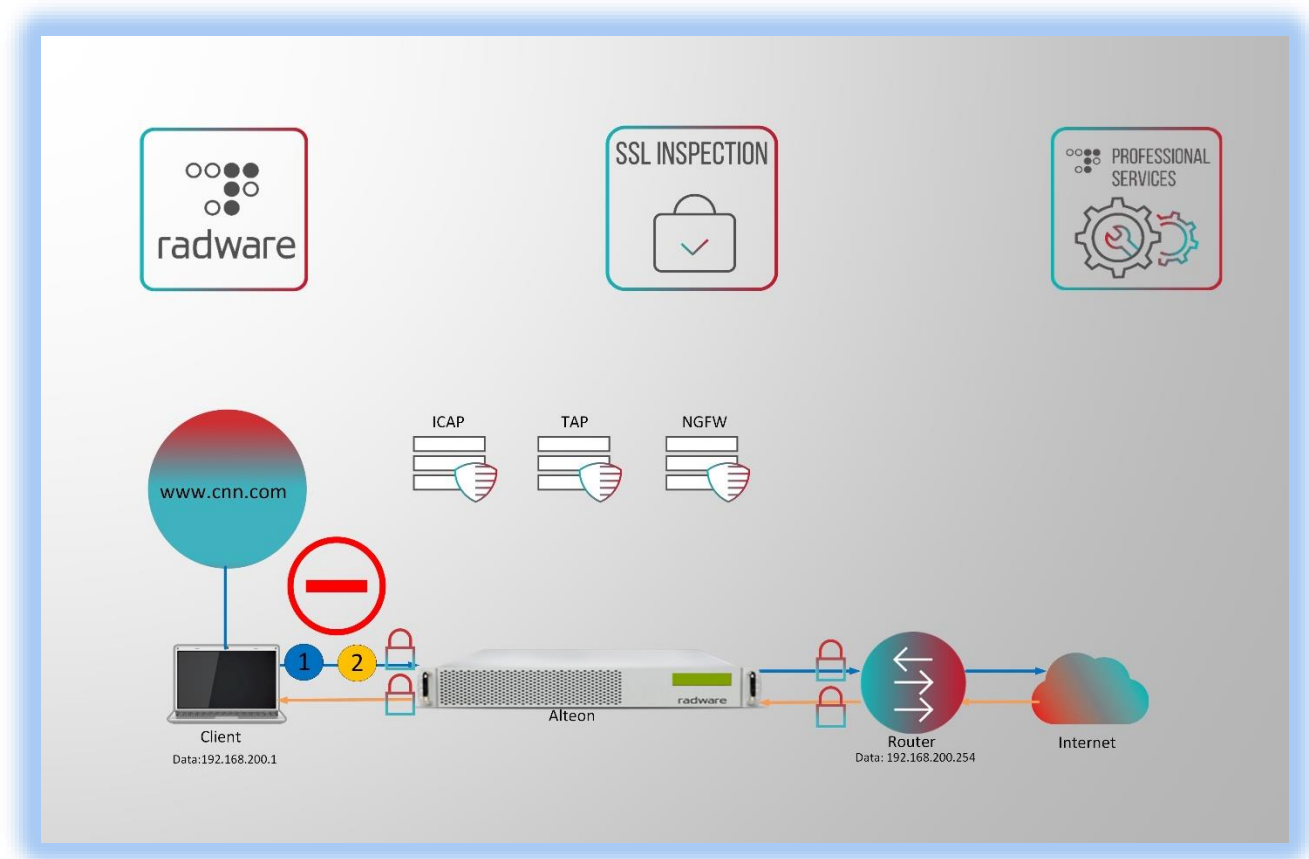 radware
SSL INSPECTION
PROFESSIONAL
SERVICES
ICAP
TAP
NGFW
www.cnn.com
1
2
radware
Alteon
Client
Data:192.168.200.1
Router
Data: 192.168.200.254
Internet